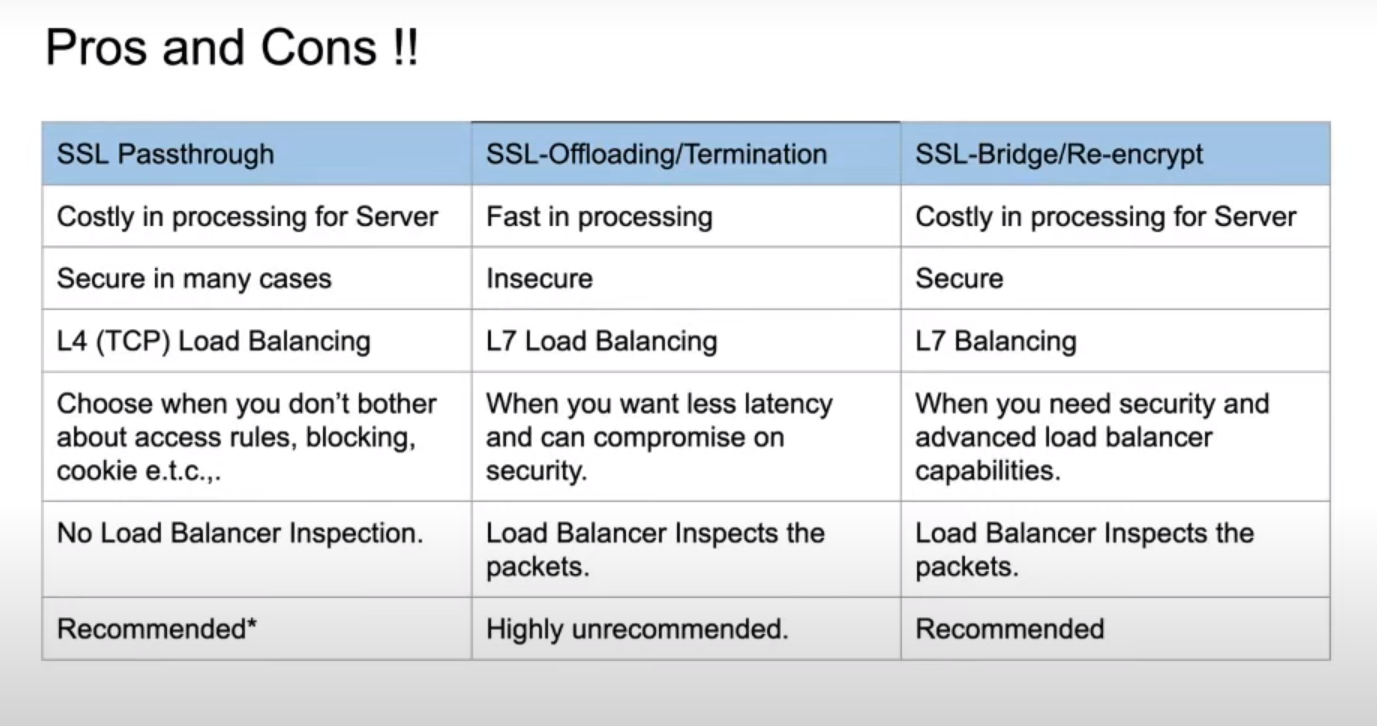 Pros and Cons !!
SSL Passthrough
SSL-Offloading/Termination
SSL-Bridge/Re-encrypt
Costly in processing for Server
Fast in processing
Costly in processing for Server
Secure in many cases
Insecure
Secure
L4 (TCP) Load Balancing
L7 Load Balancing
L7 Balancing
Choose when you don’t bother
about access rules, blocking,
cookie e.t.c.,.
When you want less latency
and can compromise on
security.
When you need security and
advanced load balancer
capabilities.
No Load Balancer Inspection.
Load Balancer Inspects the
packets.
Load Balancer Inspects the
packets.
Recommended*
Highly unrecommended.
Recommended